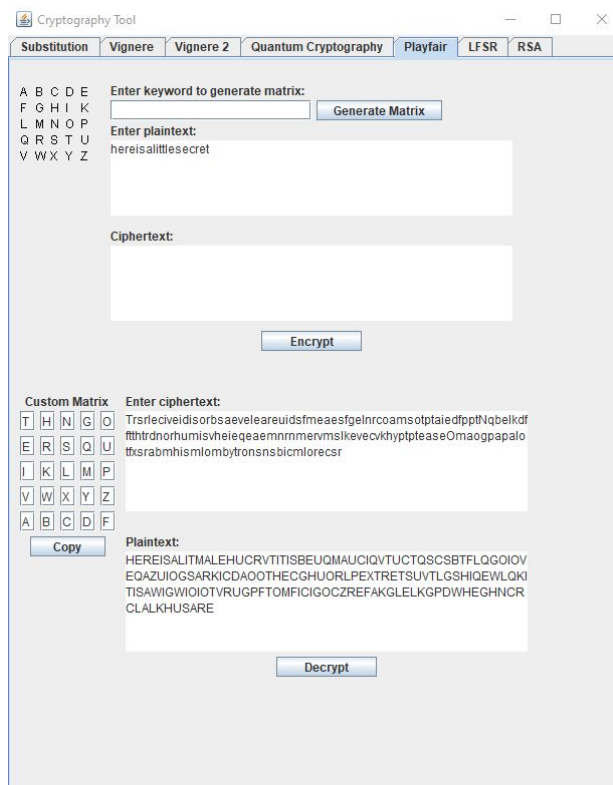 Cryptography Tool
Substitution Vignere Vignere 2 Quantum Cryptography Playfair LFSR RSA
A B C D E
F G H I K
L M N O P
Q R S T U
V W X Y Z
Enter keyword to generate matrix:
Generate Matrix
Enter plaintext:
hereisalittlesecret
Ciphertext:
Encrypt
Custom Matrix
T H N G O
E R S Q U
I K L M P
V W X Y Z
A B C D F
Copy
Enter ciphertext:
TrsrleciveidisorbsaeveleareuidsfmeaesfgelnrcoamsotptaiedfpptNqbelkdf
ftthtrdnorhumisvheieqeaemnrnmervmslkevecvkhyptpteaseOmaogpapalo
tfxsrabmhismlombytronsnsbicmlorecsr
Plaintext:
HEREISALITMALEHUCRVTITISBEUQMAUCIQVTUCTQSCSBTFLQGOIOV
EQAZUIOGSARKICDAOOTHECGHUORLPEXTRETSUVTLGSHIQEWLQKI
TISAWIGWIOIOTVRUGPFTOMFICIGOCZREFAKGLELKGPDWHEGHNCR
CLALKHUSARE
Decrypt